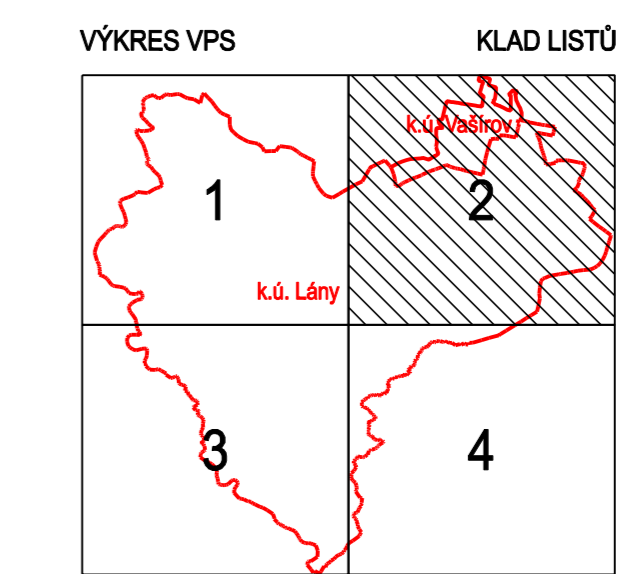 VÝKRES VPS
KLAD LISTŮ
k.ú. Vašírov
1
2
k.ú. Lány
3
4